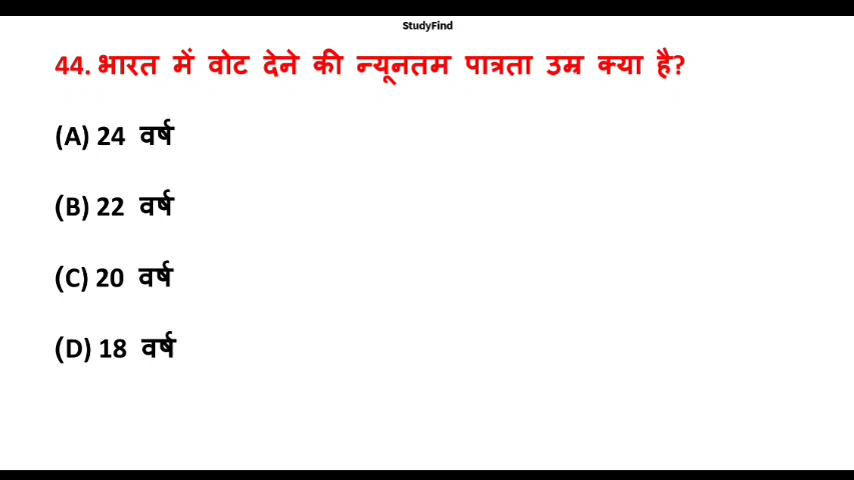 StudyFind
44. भारत में वोट देने की न्यूनतम पात्रता उम्र क्या है?
(A) 24 वर्ष
(B) 22 वर्ष
(C) 20 वर्ष
(D) 18 वर्ष